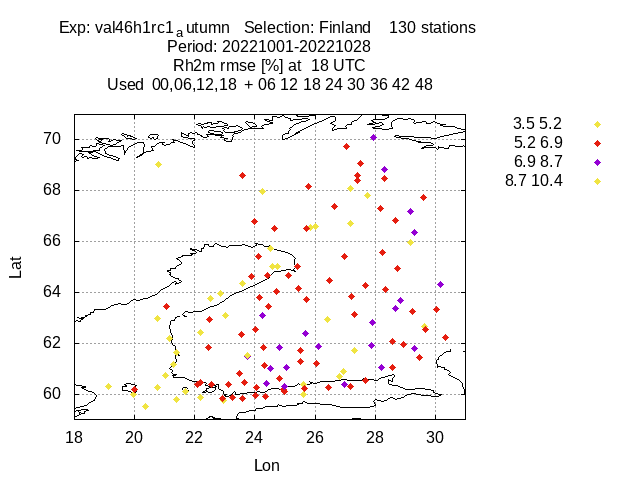 Exp: val46h1rc1autumn Selection: Finland 130 stations
Period: 20221001-20221028
Rh2m rmse [%] at 18 UTC
Used 00,06,12,18 + 06 12 18 24 30 36 42 48
3.5 5.2
5.2 6.9
6.9 8.7
8.7 10.4
70
68
66
64
62
60
Lat
18 20 22 24 26 28 30
Lon